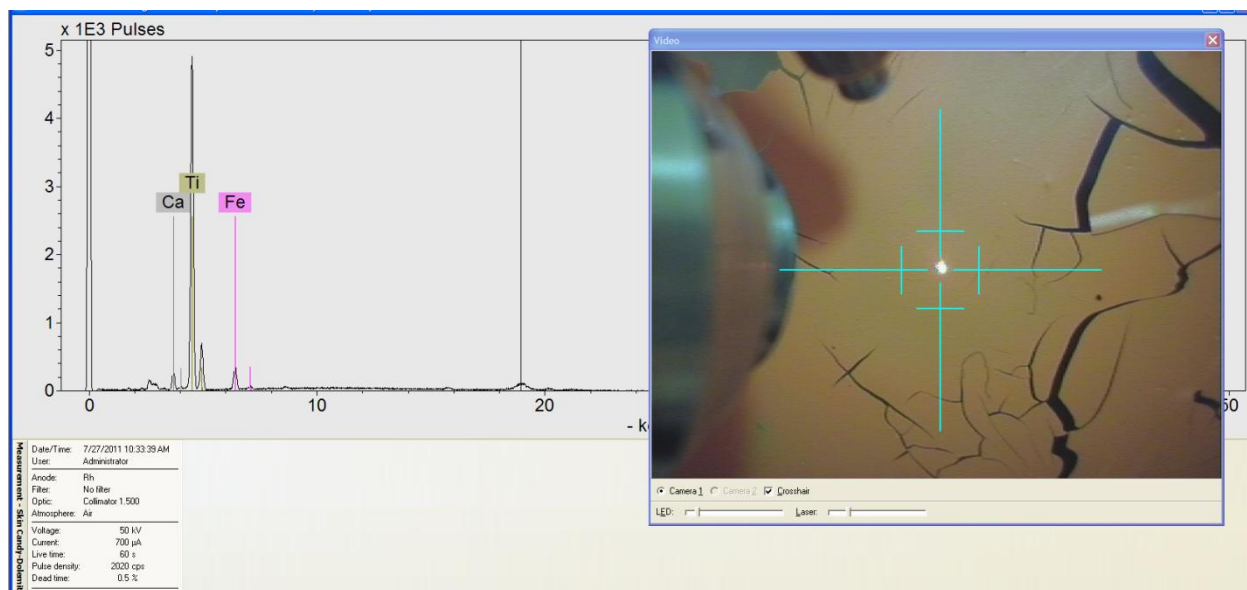 x 1E3 Pulses
5
4
3
2
1
0
Ca
Ti
Fe
0
10
20
- ke
50
Video
Camera 1
Camera 2
Crosshair
LED:
Laser:
Measurement - Skin Candy-Dolomit
Date/Time: 7/27/2011 10:33:39 AM
User: Administrator
Anode: Rh
Filter: No filter
Optic: Collimator 1.500
Atmosphere: Air
Voltage: 50 kV
Current: 700 µA
Live time: 60 s
Pulse density: 2020 cps
Dead time: 0.5 %